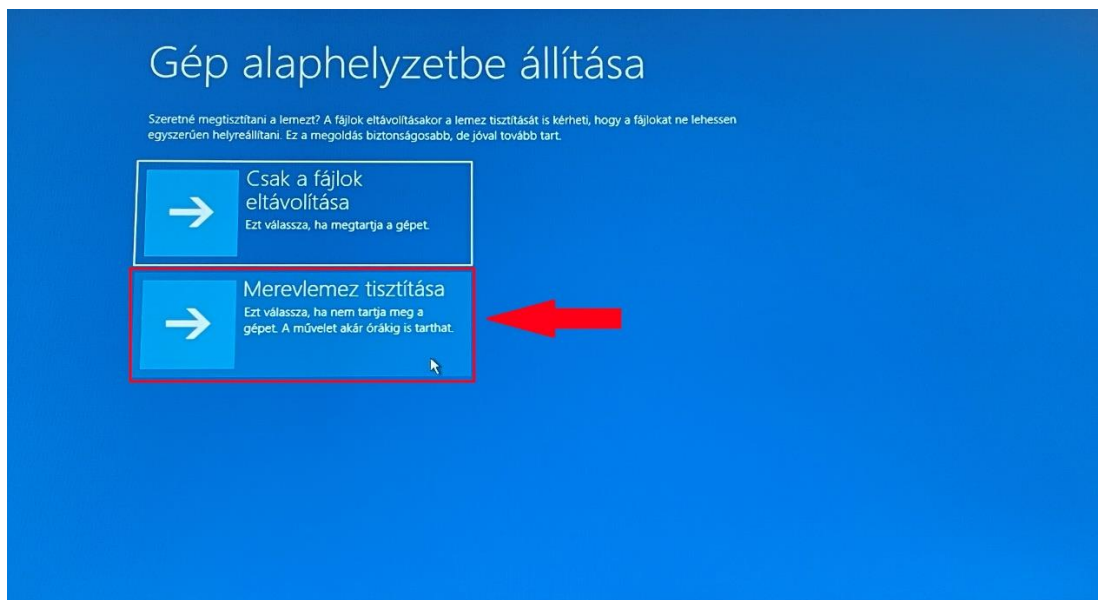 Gép alaphelyzetbe állítása
Szeretné megtisztítani a lemezt? A fájlok eltávolításakor a lemez tisztítását is kérheti, hogy a fájlokat ne lehessen
egyszerűen helyreállítani. Ez a megoldás biztonságosabb, de jóval tovább tart.
Csak a fájlok
eltávolítása
Ezt válassza, ha megtartja a gépet.
Merevlemez tisztítása
Ezt válassza, ha nem tartja meg a
gépet. A művelet akár órákig is tarthat.